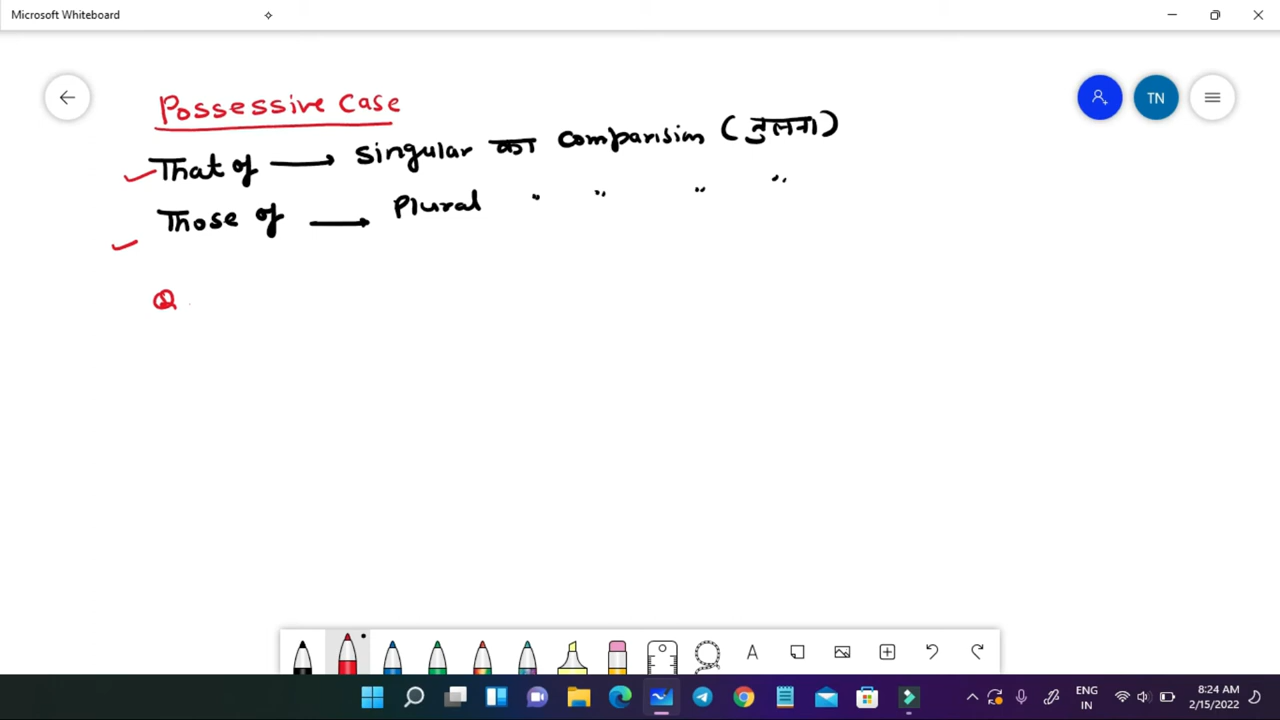 Microsoft Whiteboard
Possessive Case
TN
That of → Singular का comparisim (तुलना)
Those of → Plural " " " "
Q
A
ENG
IN
8:24 AM
2/15/2022